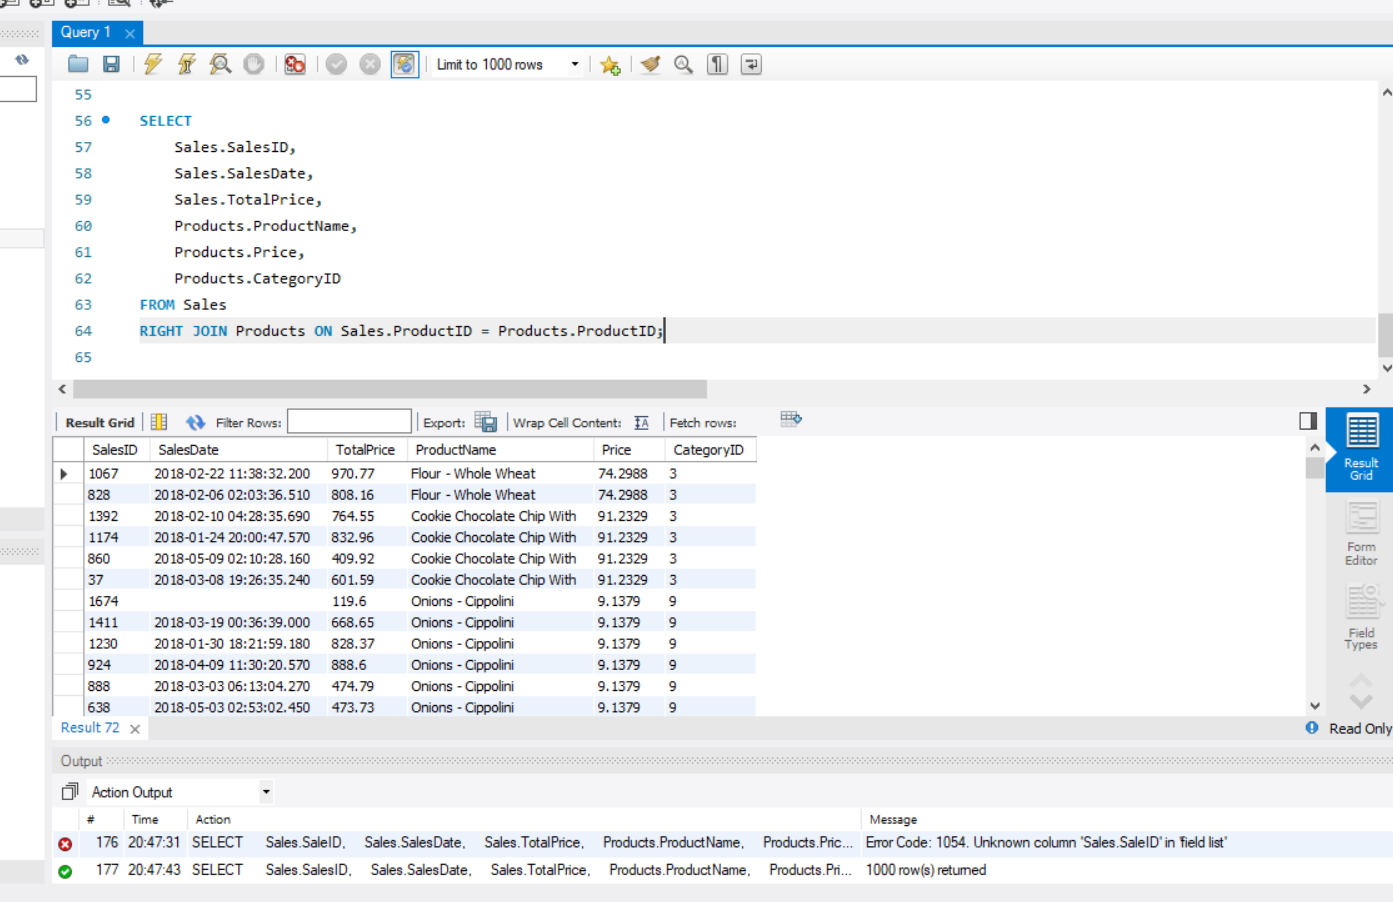 Query 1
Limit to 1000 rows
55
56 SELECT
57 Sales.SalesID,
58 Sales.SalesDate,
59 Sales.TotalPrice,
60 Products.ProductName,
61 Products.Price,
62 Products.CategoryID
63 FROM Sales
64 RIGHT JOIN Products ON Sales.ProductID = Products.ProductID;
65
Result Grid Filter Rows: Export: Wrap Cell Content: Fetch rows:
SalesID SalesDate TotalPrice ProductName Price CategoryID
1067 2018-02-22 11:38:32.200 970.77 Flour - Whole Wheat 74.2988 3
828 2018-02-06 02:03:36.510 808.16 Flour - Whole Wheat 74.2988 3
1392 2018-02-10 04:28:35.690 764.55 Cookie Chocolate Chip With 91.2329 3
1174 2018-01-24 20:00:47.570 832.96 Cookie Chocolate Chip With 91.2329 3
860 2018-05-09 02:10:28.160 409.92 Cookie Chocolate Chip With 91.2329 3
37 2018-03-08 19:26:35.240 601.59 Cookie Chocolate Chip With 91.2329 3
1674 119.6 Onions - Cippolini 9.1379 9
1411 2018-03-19 00:36:39.000 668.65 Onions - Cippolini 9.1379 9
1230 2018-01-30 18:21:59.180 828.37 Onions - Cippolini 9.1379 9
924 2018-04-09 11:30:20.570 888.6 Onions - Cippolini 9.1379 9
888 2018-03-03 06:13:04.270 474.79 Onions - Cippolini 9.1379 9
638 2018-05-03 02:53:02.450 473.73 Onions - Cippolini 9.1379 9
Result
Grid
Form
Editor
Field
Types
Result 72
Read Only
Output
Action Output
# Time Action Message
176 20:47:31 SELECT Sales.SaleID, Sales.SalesDate, Sales.TotalPrice, Products.ProductName, Products.Pric... Error Code: 1054. Unknown column 'Sales.SaleID' in 'field list'
177 20:47:43 SELECT Sales.SalesID, Sales.SalesDate, Sales.TotalPrice, Products.ProductName, Products.Pri... 1000 row(s) returned